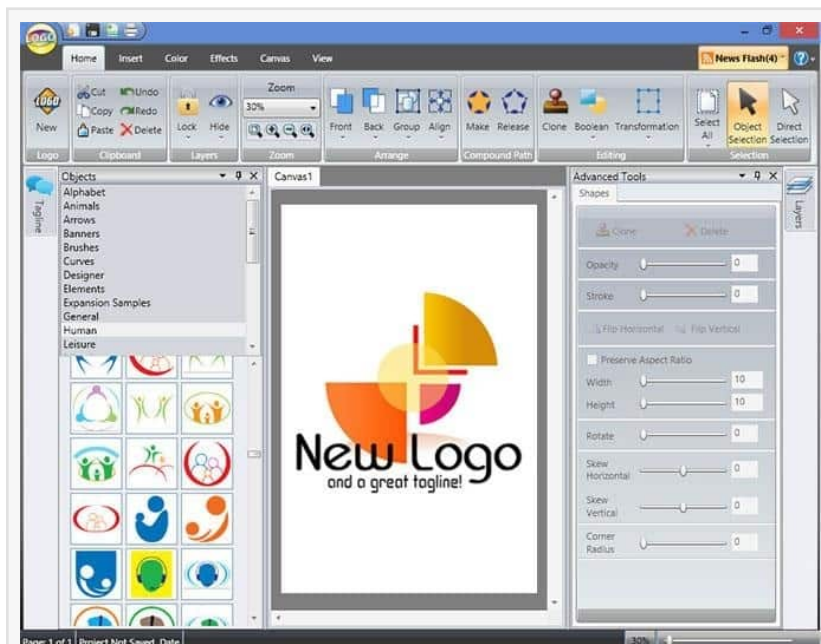 LOGO
Home Insert Color Effects Canvas View News Flash(4)
LOGO
New
Cut Undo
Copy Redo
Paste Delete
Lock Hide
Zoom
30%
Front Back Group Align
Make Release
Clone Boolean Transformation
Select All
Object Selection
Direct Selection
Logo Clipboard Layers Zoom Arrange Compound Path Editing Selection
Tagline
Objects
Alphabet
Animals
Arrows
Banners
Brushes
Curves
Designer
Elements
Expansion Samples
General
Human
Leisure
Canvas1
New Logo
and a great tagline!
Advanced Tools
Shapes
Clone Delete
Opacity 0
Stroke 0
Flip Horizontal Flip Vertical
Preserve Aspect Ratio
Width 10
Height 10
Rotate 0
Skew Horizontal 0
Skew Vertical 0
Corner Radius 0
Layers
Page: 1 of 1 Project Not Saved. Date
30%